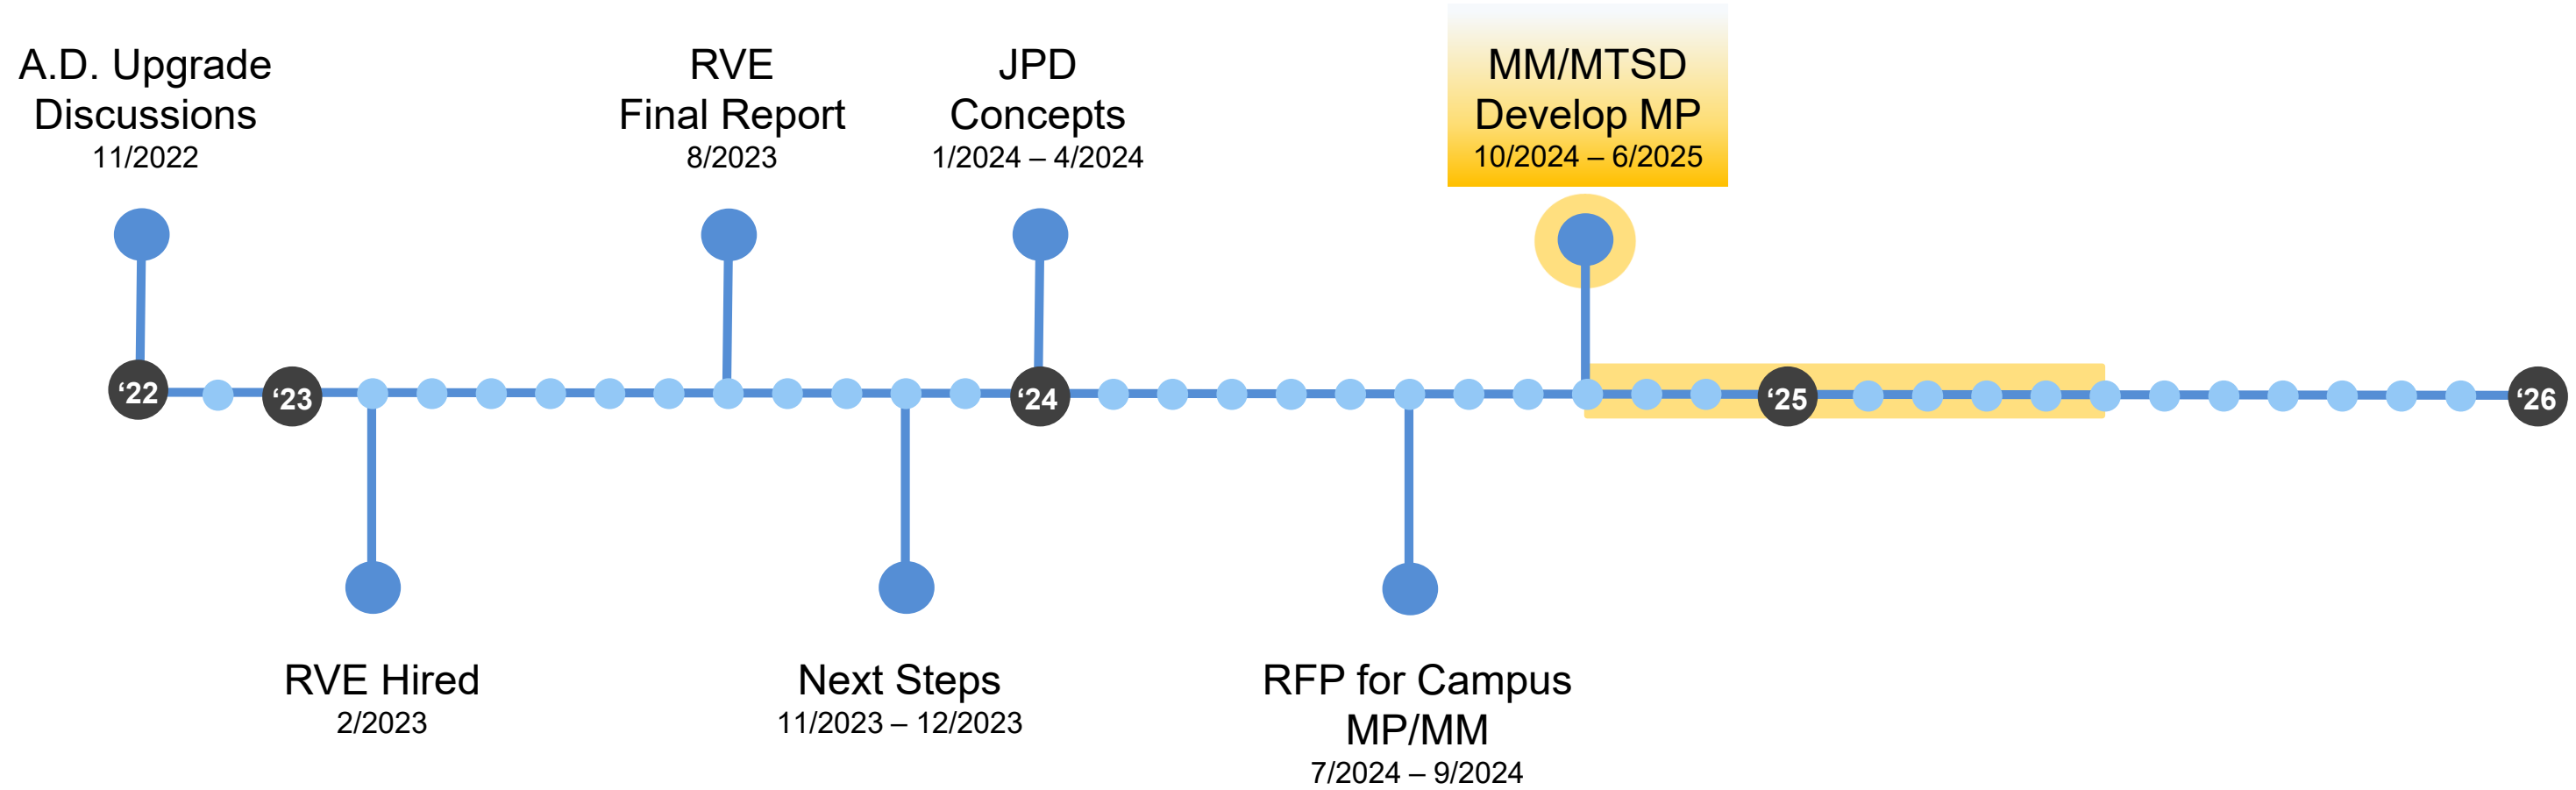 A.D. Upgrade
Discussions
11/2022
RVE
Final Report
8/2023
JPD
Concepts
1/2024 – 4/2024
MM/MTSD
Develop MP
10/2024 – 6/2025
‘22
‘23
‘24
‘25
‘26
RVE Hired
2/2023
Next Steps
11/2023 – 12/2023
RFP for Campus
MP/MM
7/2024 – 9/2024